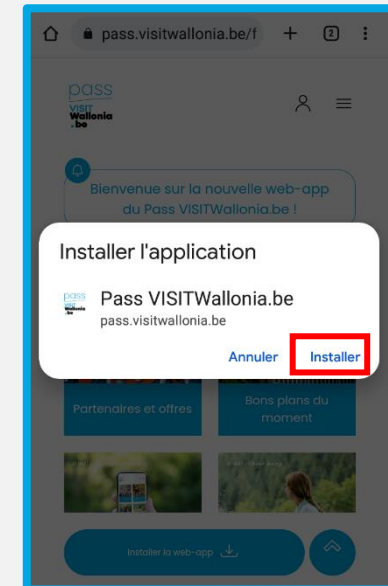 pass.visitwallonia.be/f
2
pass
VISIT
Wallonia
.be
Bienvenue sur la nouvelle web-app
du Pass VISITWallonia.be !
Installer l'application
pass
VISIT
Wallonia
.be
Pass VISITWallonia.be
pass.visitwallonia.be
Annuler
Installer
Partenaires et offres
Bons plans du
moment
Installer la web-app